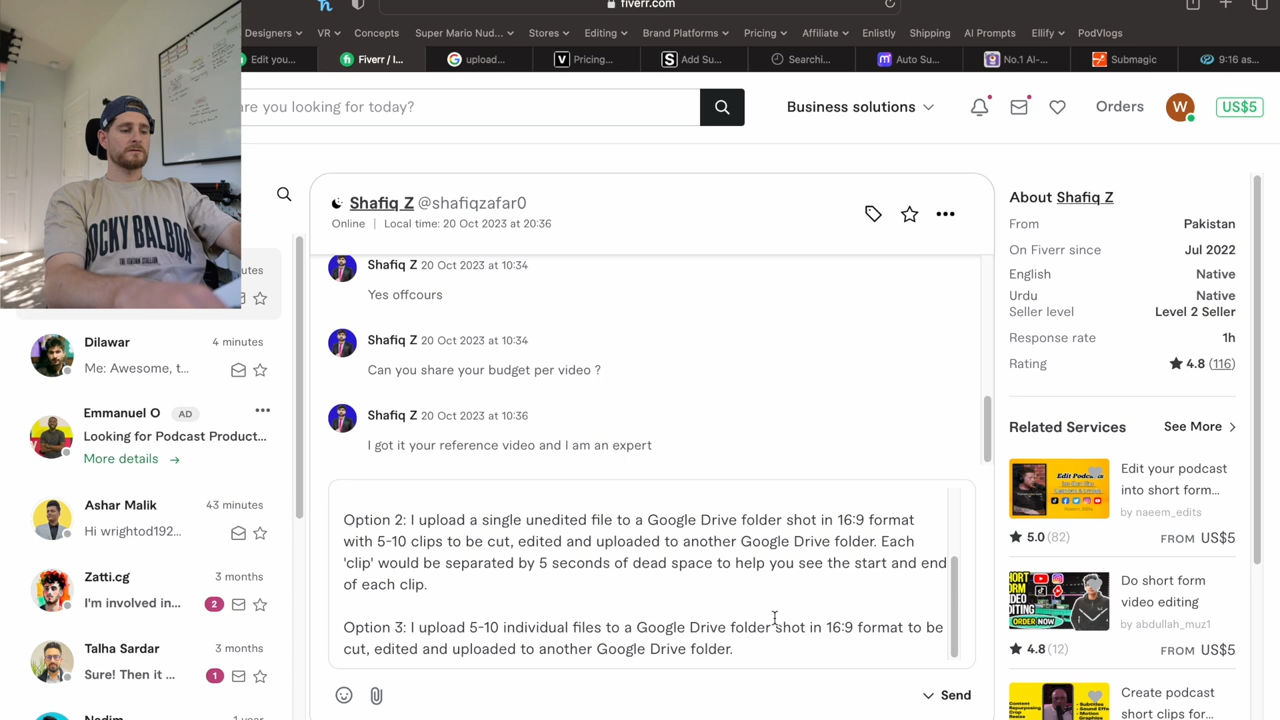 fiverr.com
Designers
VR
Concepts
Super Mario Nud...
Stores
Editing
Brand Platforms
Pricing
Affiliate
Enlistly
Shipping
AI Prompts
Ellify
PodVlogs
Edit you...
Fiverr / I...
upload...
Pricing...
Add Su...
Searchi...
Auto Su...
No.1 AI-...
Submagic
9:16 as...
are you looking for today?
Business solutions
Orders
W
US$5
ROCKY BALBOA
THE ITALIAN STALLION
utes
Dilawar
4 minutes
Me: Awesome, t...
Emmanuel O
AD
Looking for Podcast Product...
More details →
Ashar Malik
43 minutes
Hi wrightod192...
Zatti.cg
3 months
I'm involved in...
2
Talha Sardar
3 months
Sure! Then it ...
1
Nadim
1 year
Shafiq Z @shafiqzafar0
Online | Local time: 20 Oct 2023 at 20:36
Shafiq Z 20 Oct 2023 at 10:34
Yes offcours
Shafiq Z 20 Oct 2023 at 10:34
Can you share your budget per video ?
Shafiq Z 20 Oct 2023 at 10:36
I got it your reference video and I am an expert
Option 2: I upload a single unedited file to a Google Drive folder shot in 16:9 format
with 5-10 clips to be cut, edited and uploaded to another Google Drive folder. Each
'clip' would be separated by 5 seconds of dead space to help you see the start and end
of each clip.
Option 3: I upload 5-10 individual files to a Google Drive folder shot in 16:9 format to be
cut, edited and uploaded to another Google Drive folder.
Send
About Shafiq Z
From
Pakistan
On Fiverr since
Jul 2022
English
Native
Urdu
Native
Seller level
Level 2 Seller
Response rate
1h
Rating
4.8 (116)
Related Services
See More
Edit your podcast
into short form...
by naeem_edits
5.0 (82)
FROM US$5
Do short form
video editing
by abdullah_muz1
4.8 (12)
FROM US$5
Create podcast
short clips for...